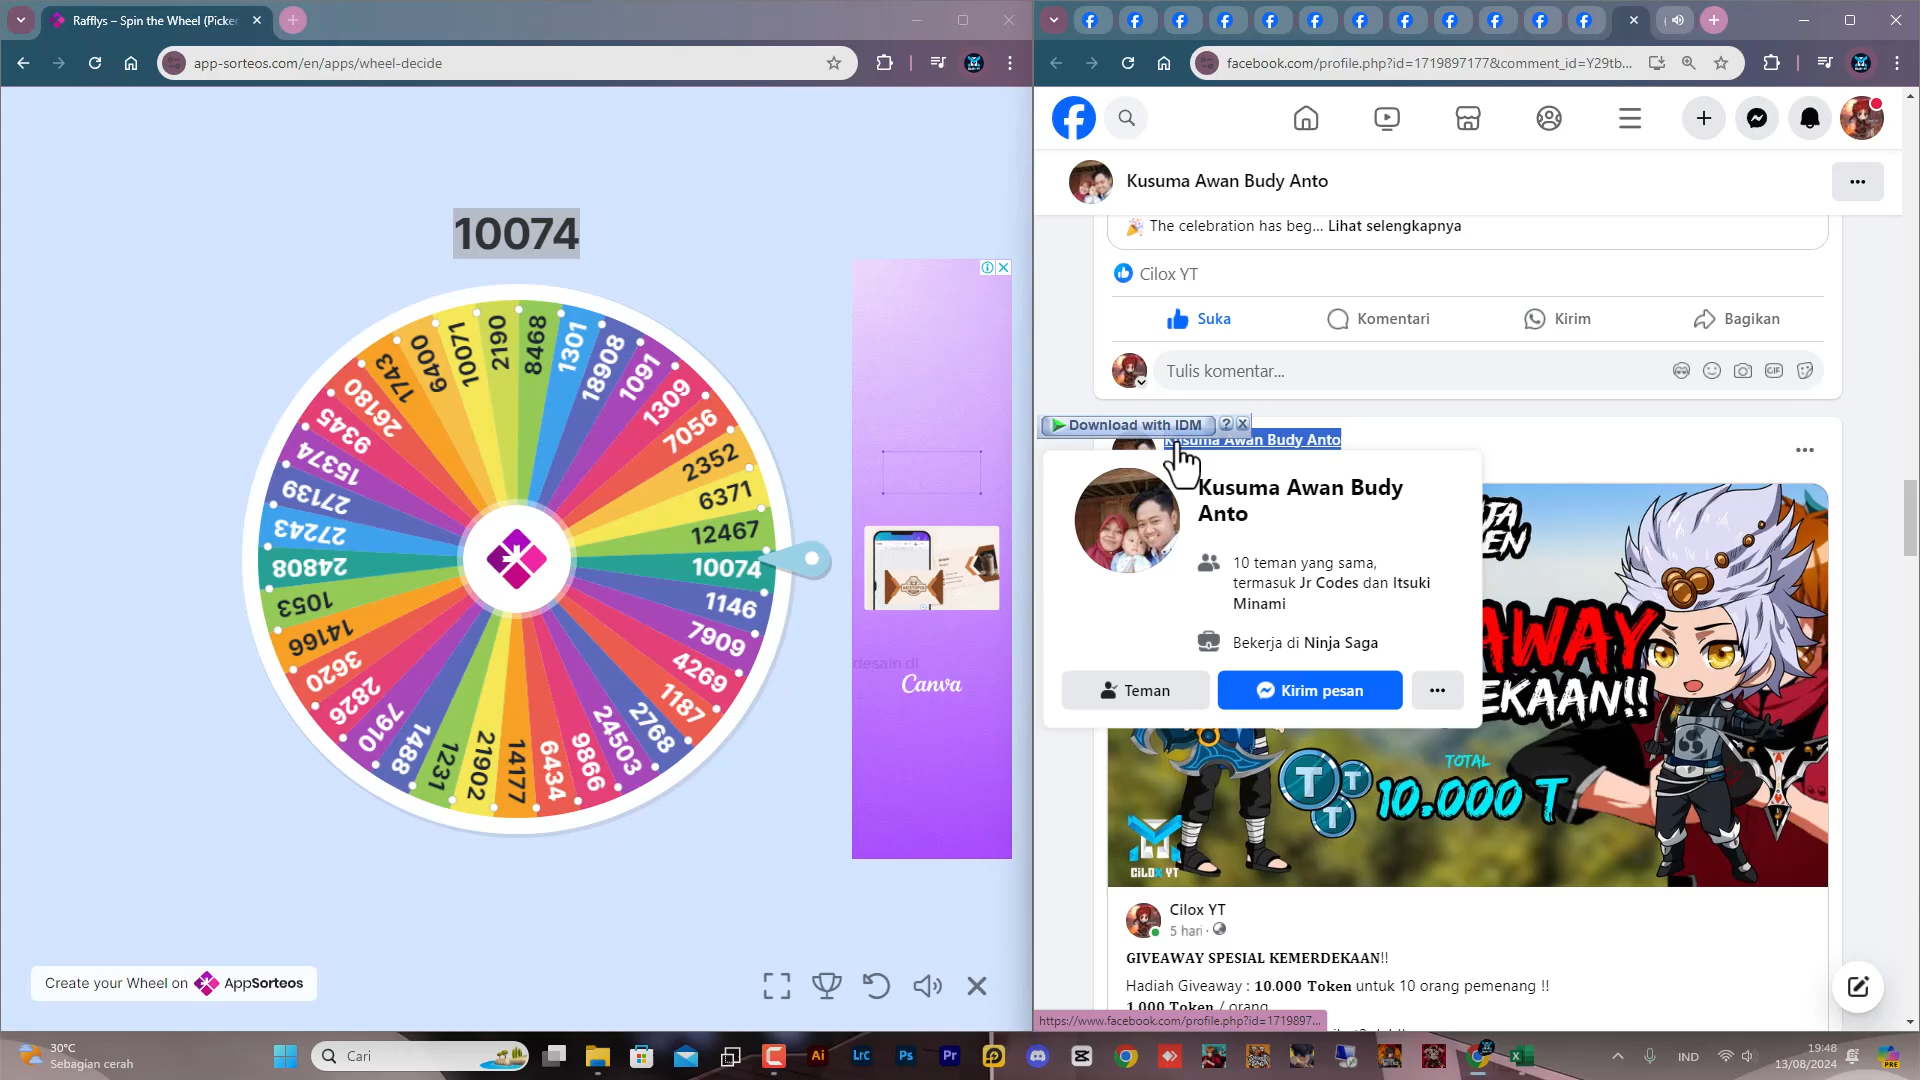 Rafflys – Spin the Wheel (Picker
app-sorteos.com/en/apps/wheel-decide
10074
8468
1301
18908
1091
1309
7056
2352
6371
12467
10074
1146
7909
4269
1187
2768
24503
9866
6434
14177
21902
1231
1488
7910
2826
3620
14166
1053
24808
27243
27139
15374
9345
26180
1743
6400
10071
2190
desain di
Canva
Create your Wheel on AppSorteos
facebook.com/profile.php?id=1719897177&comment_id=Y29tb...
Kusuma Awan Budy Anto
The celebration has beg... Lihat selengkapnya
Cilox YT
Suka
Komentari
Kirim
Bagikan
Tulis komentar...
GIF
Download with IDM
Kusuma Awan Budy Anto
Kusuma Awan Budy
Anto
10 teman yang sama,
termasuk Jr Codes dan Itsuki
Minami
Bekerja di Ninja Saga
Teman
Kirim pesan
TOTAL
10.000 T
CILOX YT
Cilox YT
5 hari ·
GIVEAWAY SPESIAL KEMERDEKAAN!!
Hadiah Giveaway : 10.000 Token untuk 10 orang pemenang !!
1.000 Token / orang
https://www.facebook.com/profile.php?id=1719897...
30°C
Sebagian cerah
Cari
Ai
LrC
Ps
Pr
IND
19:48
13/08/2024
PRE